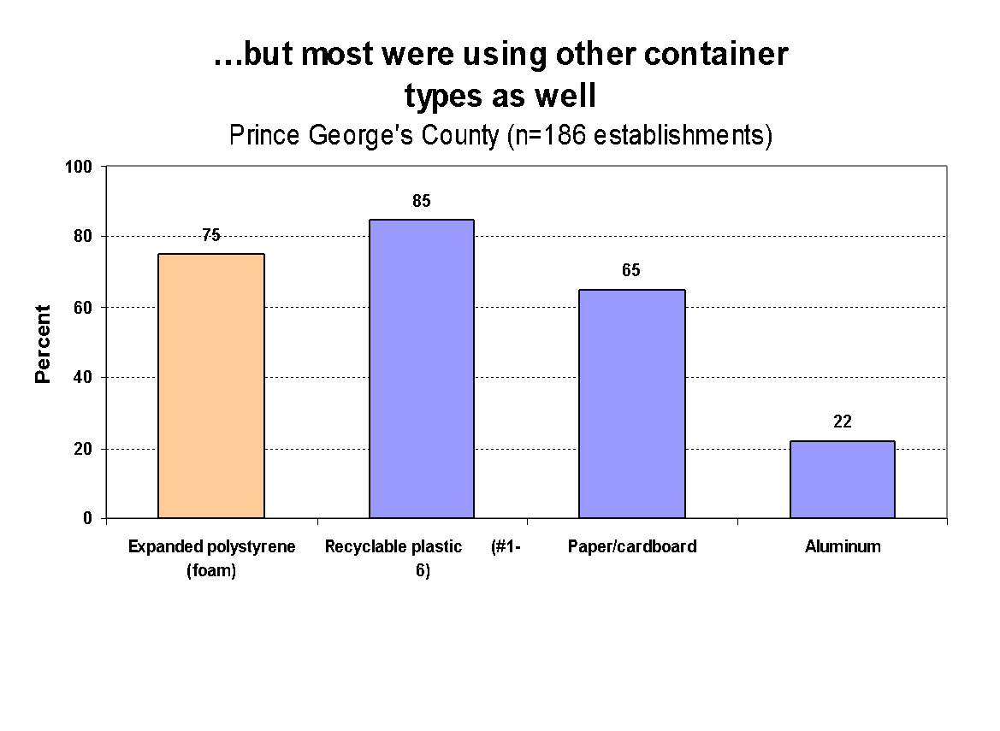 ...but most were using other container
types as well
Prince George's County (n=186 establishments)
100
80
60
40
20
0
Percent
75
85
65
22
Expanded polystyrene
(foam)
Recyclable plastic (#1-
6)
Paper/cardboard
Aluminum